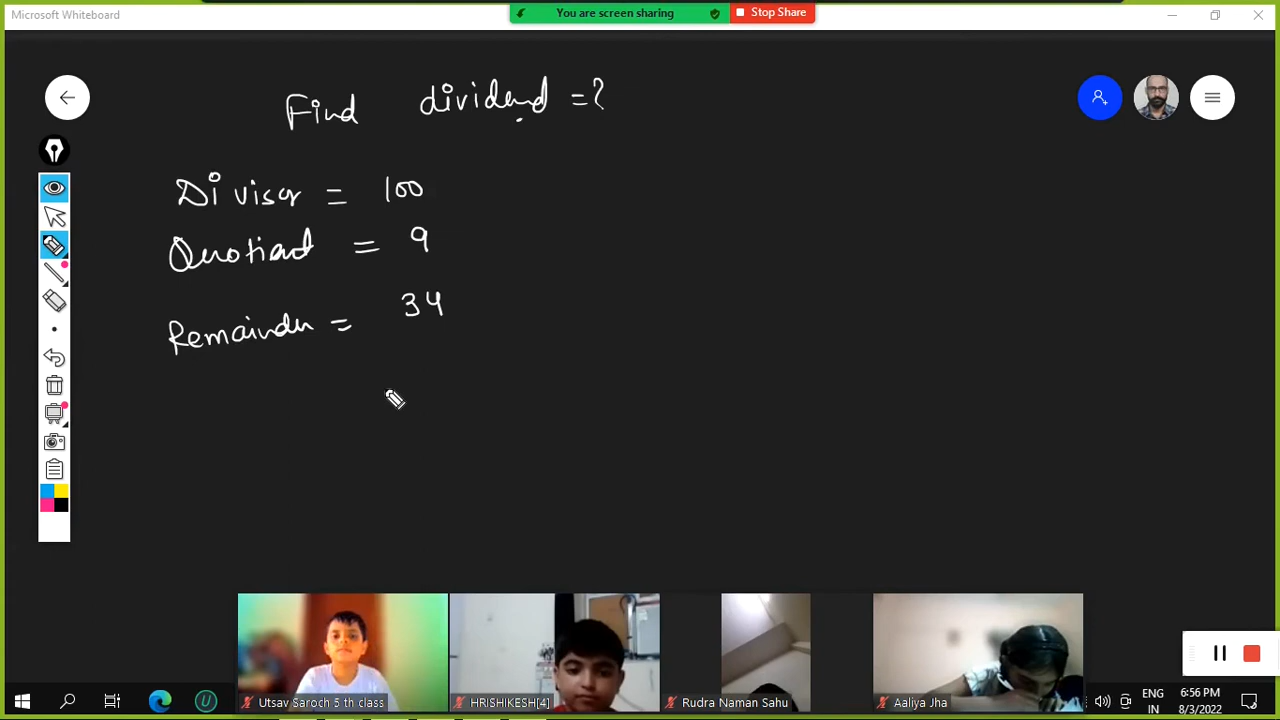 Microsoft Whiteboard
You are screen sharing
Stop Share
Find dividend =?
Divisor = 100
Quotient = 9
Remainder = 34
Utsav Saroch 5 th class
HRISHIKESH[4]
Rudra Naman Sahu
Aaliya Jha
ENG
IN
6:56 PM
8/3/2022